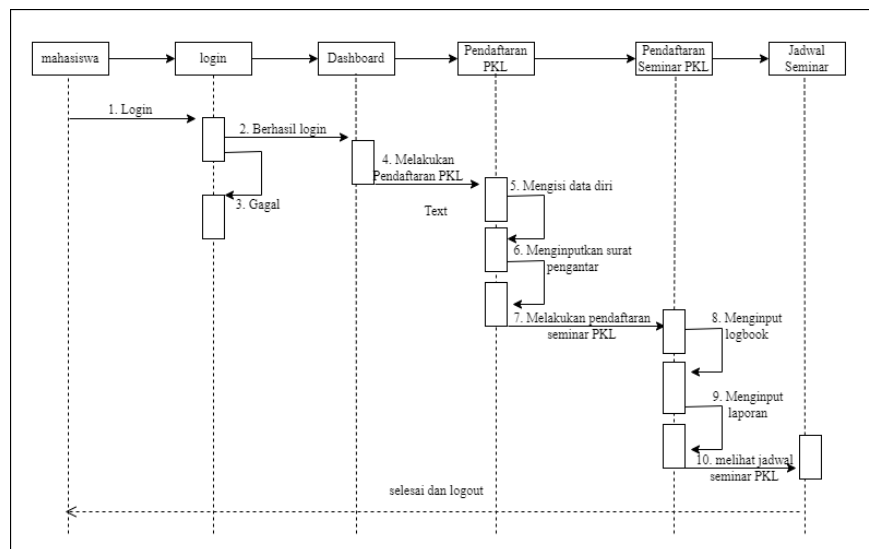 mahasiswa
login
Dashboard
Pendaftaran
PKL
Pendaftaran
Seminar PKL
Jadwal
Seminar
1. Login
2. Berhasil login
3. Gagal
4. Melakukan
Pendaftaran PKL
Text
5. Mengisi data diri
6. Menginputkan surat
pengantar
7. Melakukan pendaftaran
seminar PKL
8. Menginput
logbook
9. Menginput
laporan
10. melihat jadwal
seminar PKL
selesai dan logout